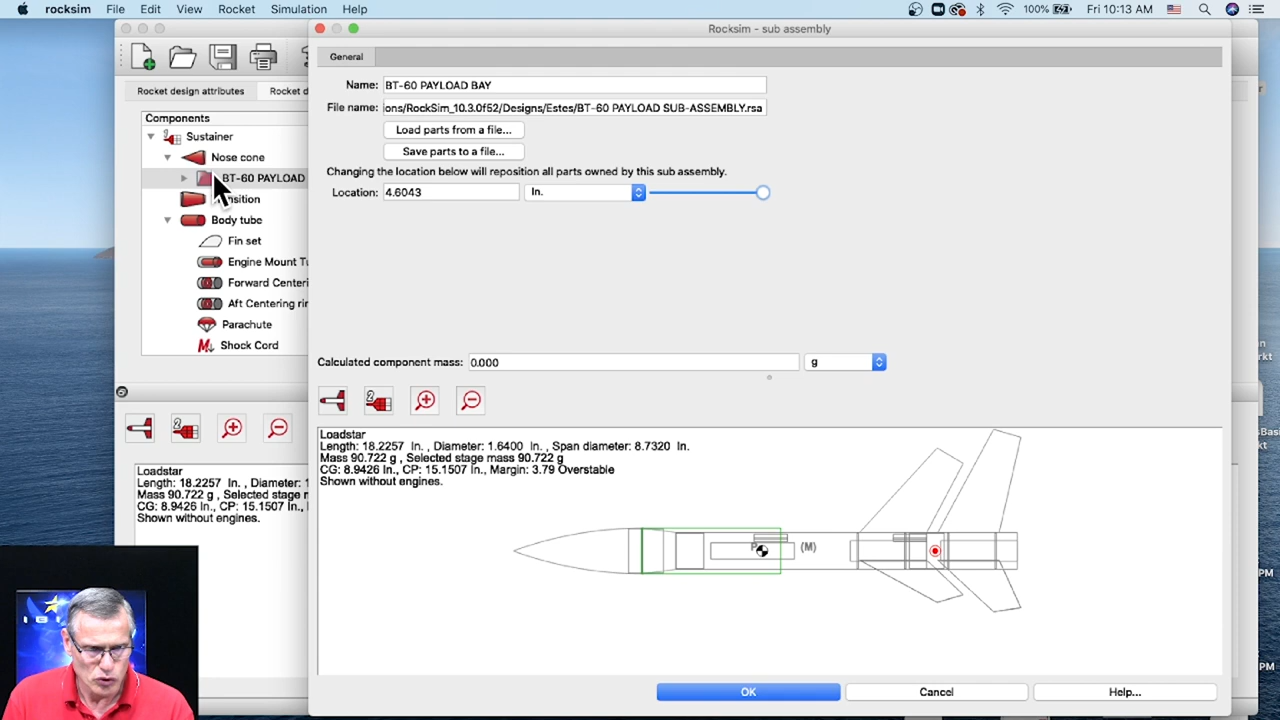 rocksim File Edit View Rocket Simulation Help 100% Fri 10:13 AM
Rocksim - sub assembly
General
Rocket design attributes Rocket d
Name: BT-60 PAYLOAD BAY
File name: ons/RockSim_10.3.0f52/Designs/Estes/BT-60 PAYLOAD SUB-ASSEMBLY.rsa
Load parts from a file...
Save parts to a file...
Changing the location below will reposition all parts owned by this sub assembly.
Location: 4.6043 In.
Components
Sustainer
Nose cone
BT-60 PAYLOAD
Body tube
Fin set
Engine Mount Tu
Forward Centeri
Aft Centering rin
Parachute
Shock Cord
Calculated component mass: 0.000 g
Loadstar
Length: 18.2257 In., Diameter: 1.6400 In., Span diameter: 8.7320 In.
Mass 90.722 g , Selected stage mass 90.722 g
CG: 8.9426 In., CP: 15.1507 In., Margin: 3.79 Overstable
Shown without engines.
(M)
Loadstar
Length: 18.2257 In., Diameter: 1
Mass 90.722 g , Selected stage m
CG: 8.9426 In., CP: 15.1507 In.,
Shown without engines.
OK Cancel Help...